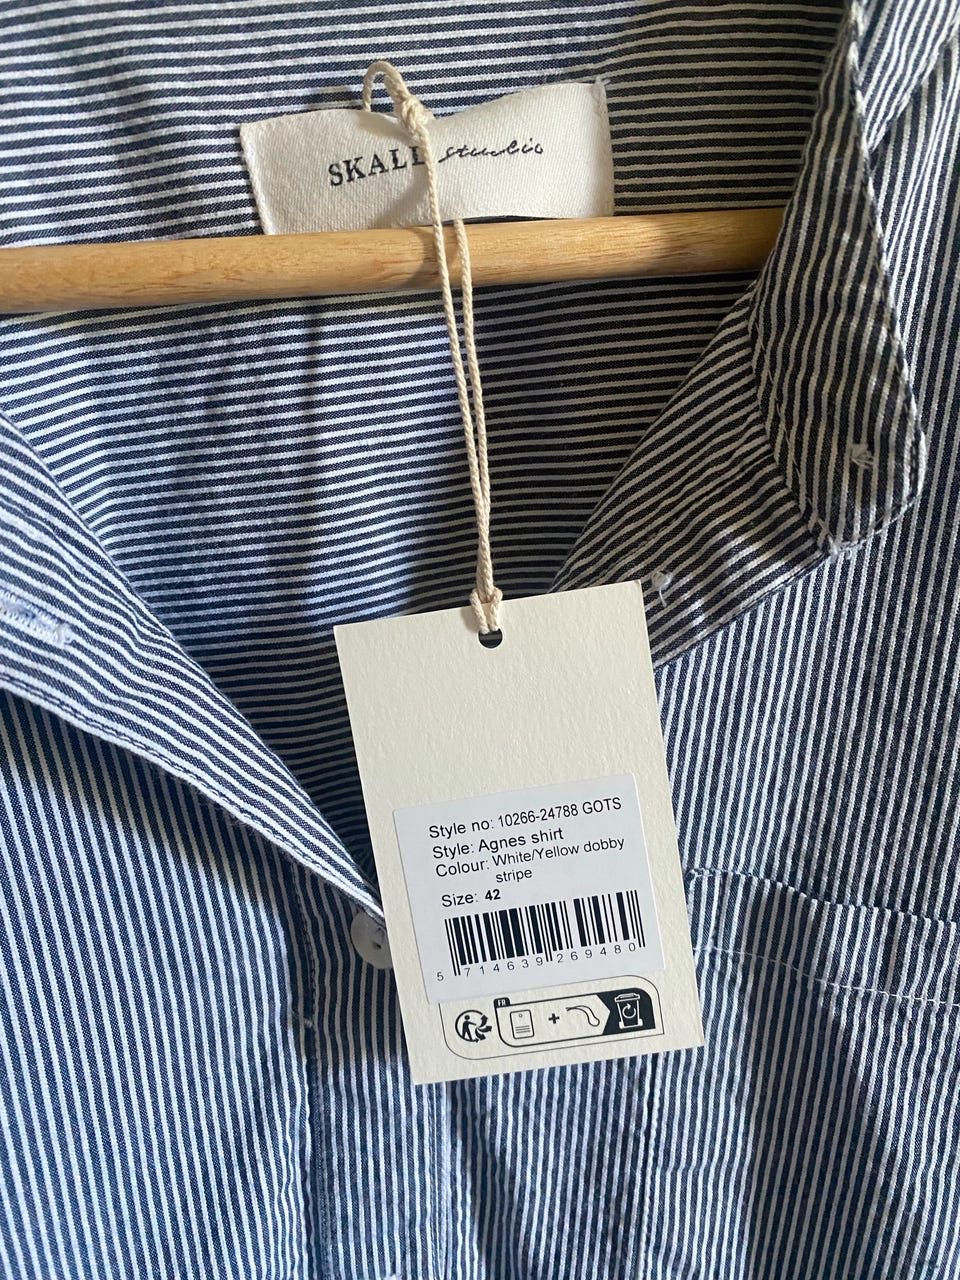 SKALL studio
Style no: 10266-24788 GOTS
Style: Agnes shirt
Colour: White/Yellow dobby
stripe
Size: 42
5 714639 269480
FR
+